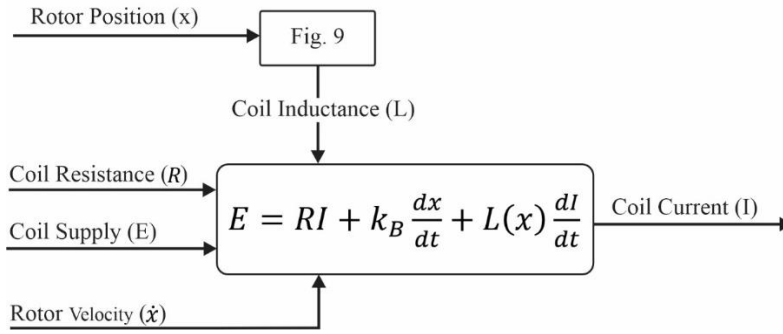 Rotor Position (x)
Fig. 9
Coil Inductance (L)
Coil Resistance (R)
E = RI + k_B dx/dt + L(x) dI/dt
Coil Current (I)
Coil Supply (E)
Rotor Velocity (ẋ)